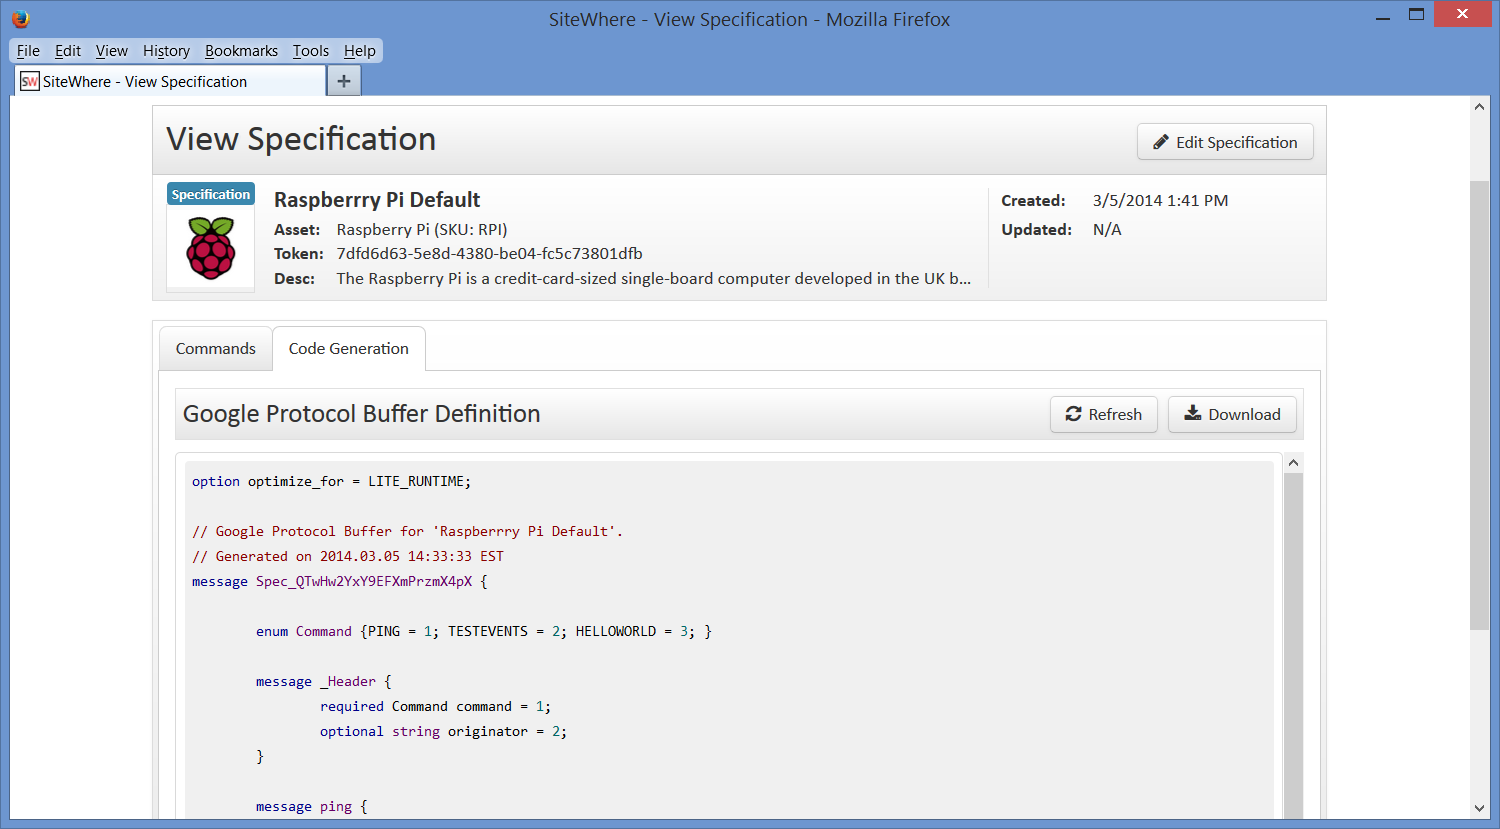 SiteWhere - View Specification - Mozilla Firefox
File Edit View History Bookmarks Tools Help
SW SiteWhere - View Specification
View Specification
Edit Specification
Specification
Raspberrry Pi Default
Asset: Raspberry Pi (SKU: RPI)
Token: 7dfd6d63-5e8d-4380-be04-fc5c73801dfb
Desc: The Raspberry Pi is a credit-card-sized single-board computer developed in the UK b...
Created: 3/5/2014 1:41 PM
Updated: N/A
Commands Code Generation
Google Protocol Buffer Definition
Refresh Download
option optimize_for = LITE_RUNTIME;
// Google Protocol Buffer for 'Raspberrry Pi Default'.
// Generated on 2014.03.05 14:33:33 EST
message Spec_QTwHw2YxY9EFXmPrzmX4pX {
enum Command {PING = 1; TESTEVENTS = 2; HELLOWORLD = 3; }
message _Header {
required Command command = 1;
optional string originator = 2;
}
message ping {